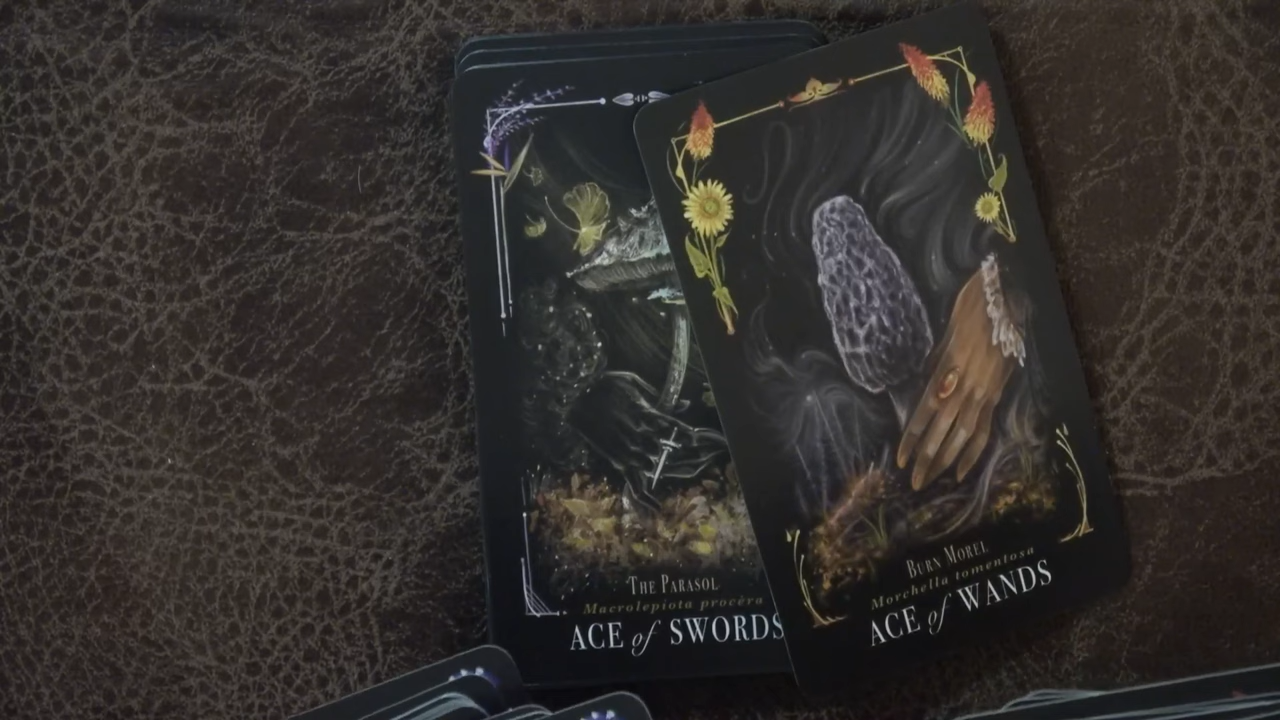 THE PARASOL
Macrolepiota procera
ACE of SWORDS
BURN MOREL
Morchella tomentosa
ACE of WANDS